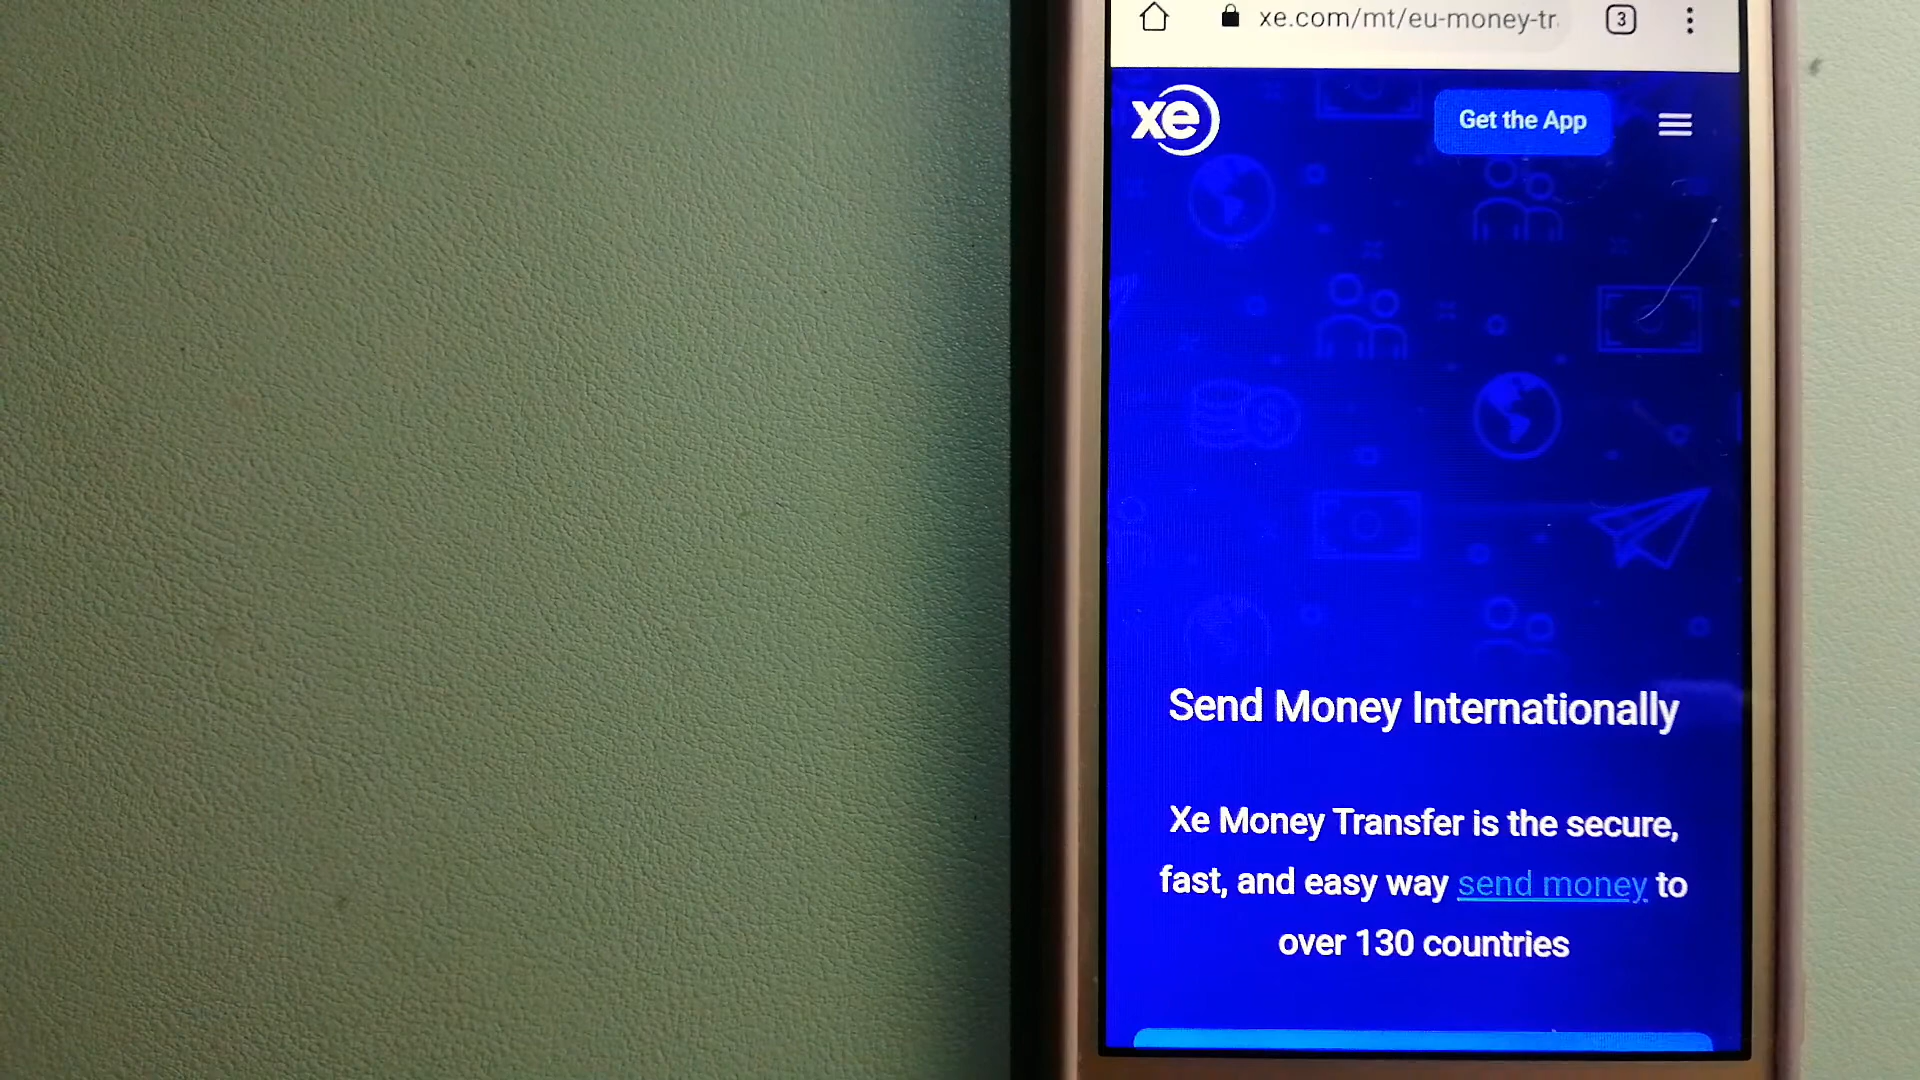 xe.com/mt/eu-money-tr
3
xe
Get the App
Send Money Internationally
Xe Money Transfer is the secure,
fast, and easy way send money to
over 130 countries